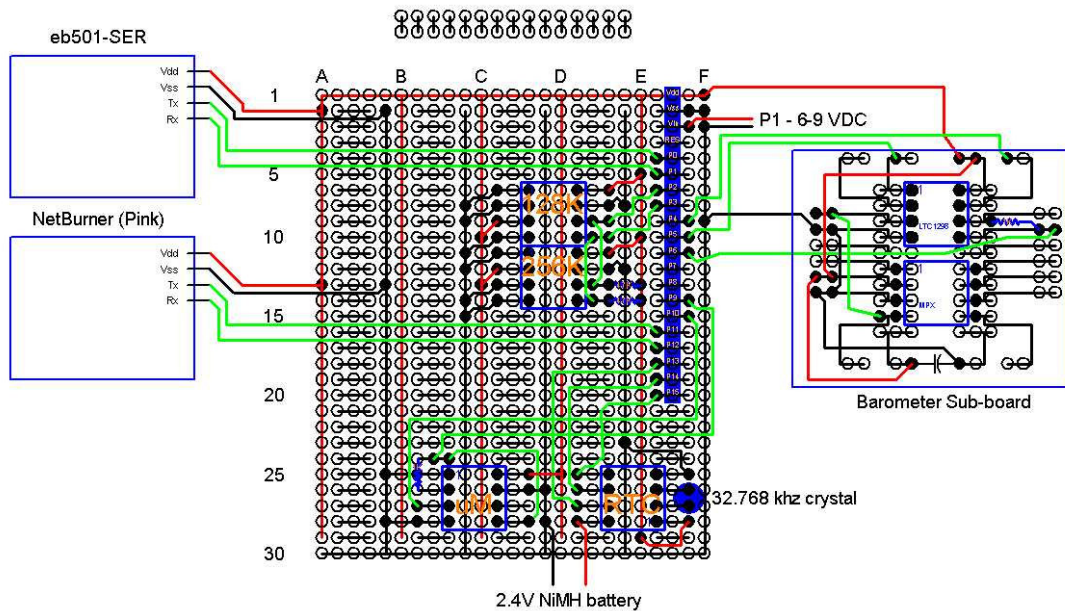 eb501-SER
Vdd
Vss
Tx
Rx
A B C D E F
1
5
10
15
20
25
30
Vdd
Vss
Vin
RES
P0
P1
P2
P3
P4
P5
P6
P7
P8
P9
P10
P11
P12
P13
P14
P15
P1 - 6-9 VDC
NetBurner (Pink)
Vdd
Vss
Tx
Rx
128K
256K
1
LTC1298
1
MPX
Barometer Sub-board
uM
RTC
32.768 khz crystal
2.4V NiMH battery